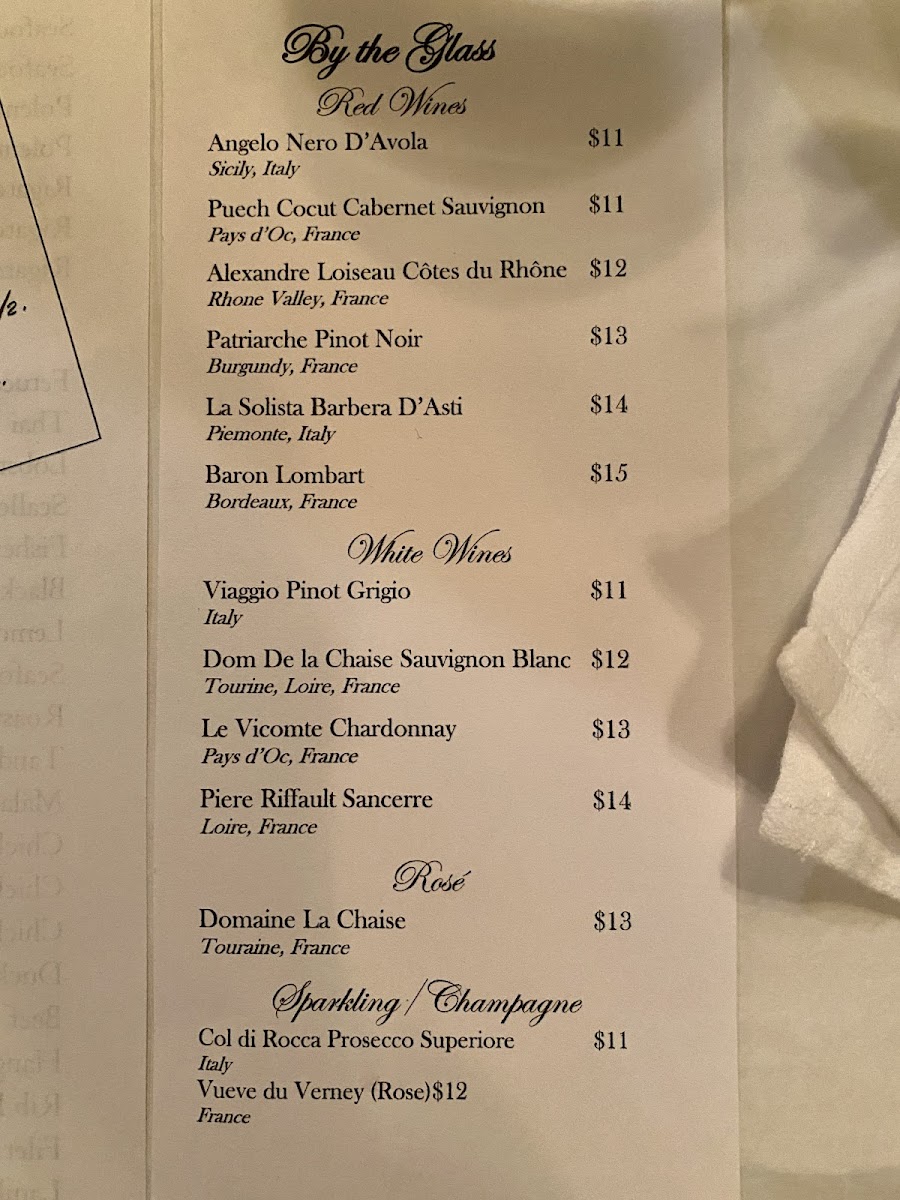 By the Glass
Red Wines
Angelo Nero D'Avola $11
Sicily, Italy
Puech Cocut Cabernet Sauvignon $11
Pays d'Oc, France
Alexandre Loiseau Côtes du Rhône $12
Rhone Valley, France
Patriarche Pinot Noir $13
Burgundy, France
La Solista Barbera D'Asti $14
Piemonte, Italy
Baron Lombart $15
Bordeaux, France
White Wines
Viaggio Pinot Grigio $11
Italy
Dom De la Chaise Sauvignon Blanc $12
Tourine, Loire, France
Le Vicomte Chardonnay $13
Pays d'Oc, France
Piere Riffault Sancerre $14
Loire, France
Rosé
Domaine La Chaise $13
Touraine, France
Sparkling/Champagne
Col di Rocca Prosecco Superiore $11
Italy
Vueve du Verney (Rose)$12
France